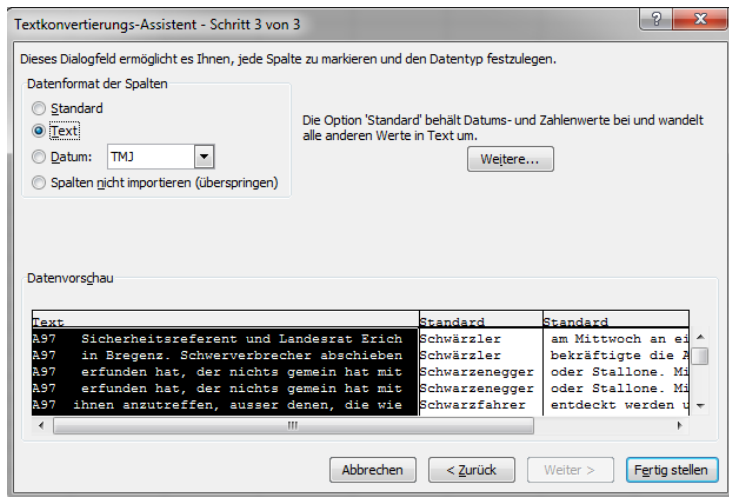 Textkonvertierungs-Assistent - Schritt 3 von 3
Dieses Dialogfeld ermöglicht es Ihnen, jede Spalte zu markieren und den Datentyp festzulegen.
Datenformat der Spalten
Standard
Text
Datum: TMJ
Spalten nicht importieren (überspringen)
Die Option 'Standard' behält Datums- und Zahlenwerte bei und wandelt
alle anderen Werte in Text um.
Weitere...
Datenvorschau
Text Standard Standard
A97 Sicherheitsreferent und Landesrat Erich Schwärzler am Mittwoch an ei
A97 in Bregenz. Schwerverbrecher abschieben Schwärzler bekräftigte die A
A97 erfunden hat, der nichts gemein hat mit Schwarzenegger oder Stallone. Mi
A97 erfunden hat, der nichts gemein hat mit Schwarzenegger oder Stallone. Mi
A97 ihnen anzutreffen, ausser denen, die wie Schwarzfahrer entdeckt werden u
Abbrechen < Zurück Weiter > Fertig stellen